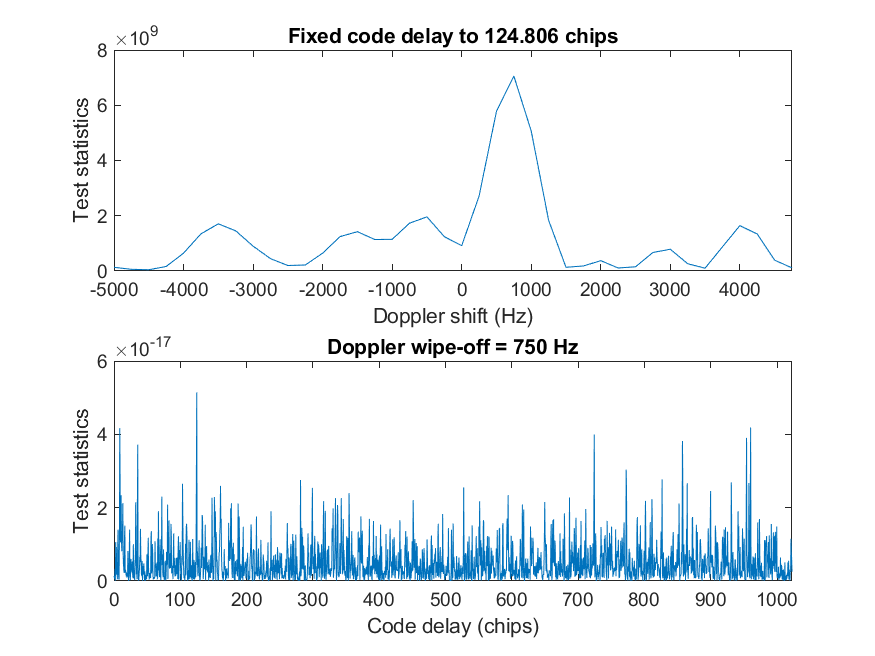 Fixed code delay to 124.806 chips
×10^9
8
6
4
2
0
Test statistics
-5000 -4000 -3000 -2000 -1000 0 1000 2000 3000 4000
Doppler shift (Hz)
Doppler wipe-off = 750 Hz
×10^-17
6
4
2
0
Test statistics
0 100 200 300 400 500 600 700 800 900 1000
Code delay (chips)